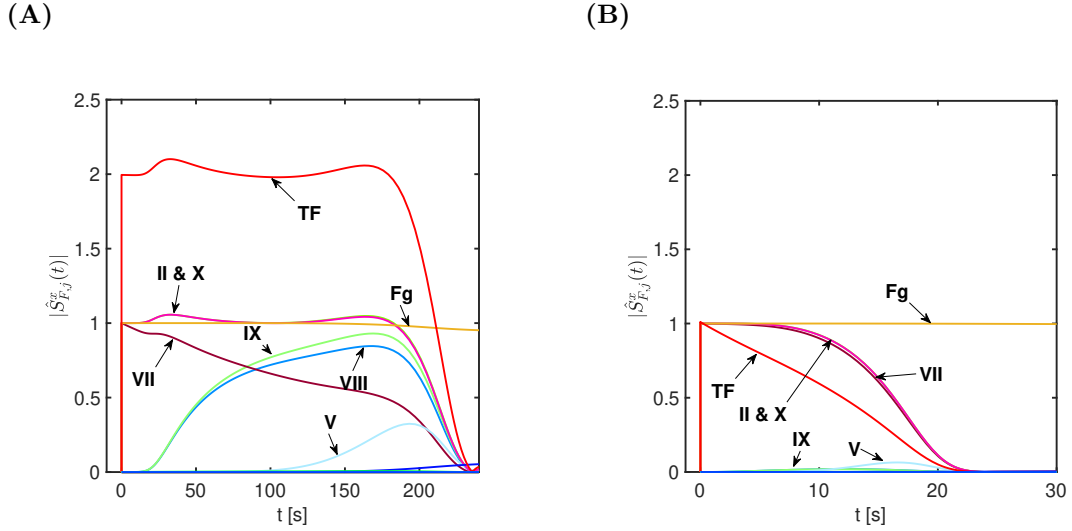 (A)
2.5
2
1.5
1
0.5
0
|Ŝ^x_{F,j}(t)|
TF
II & X
Fg
IX
VII
VIII
V
0 50 100 150 200
t [s]
(B)
2.5
2
1.5
1
0.5
0
|Ŝ^x_{F,j}(t)|
Fg
VII
TF
II & X
IX
V
0 10 20 30
t [s]